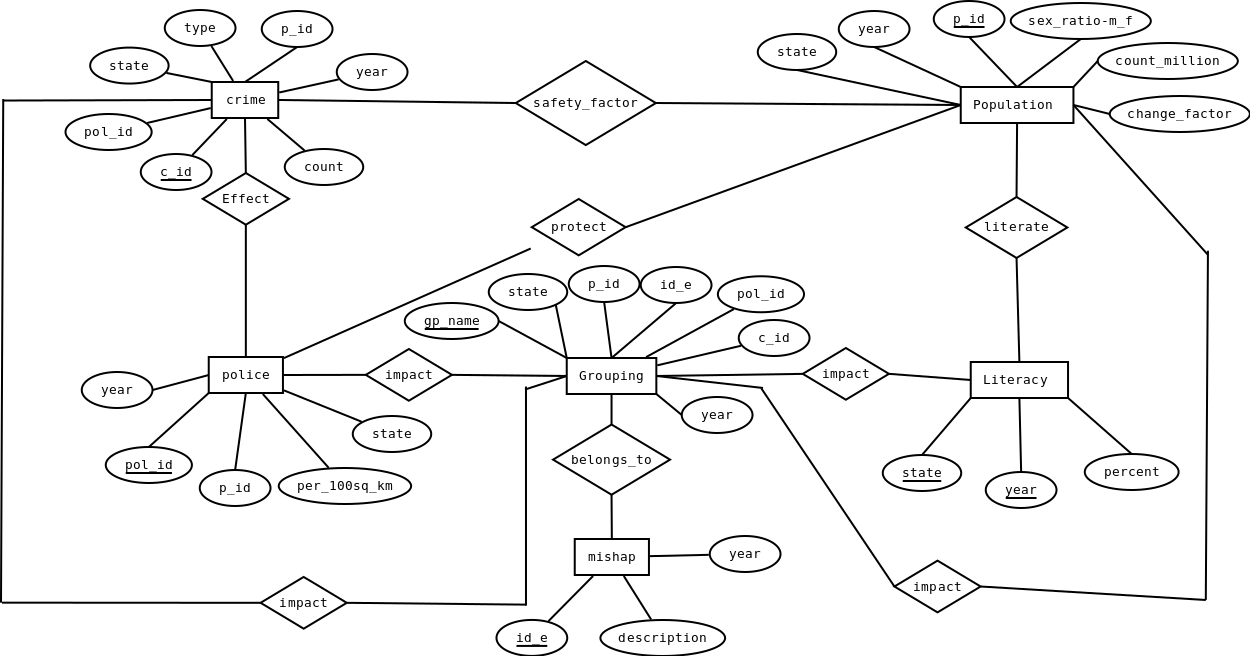 type
p_id
state
year
crime
pol_id
c_id
count
Effect
safety_factor
state
year
p_id
sex_ratio-m_f
count_million
Population
change_factor
protect
literate
gp_name
state
p_id
id_e
pol_id
c_id
year
police
impact
Grouping
impact
Literacy
year
state
pol_id
p_id
per_100sq_km
belongs_to
state
year
percent
mishap
year
impact
impact
id_e
description